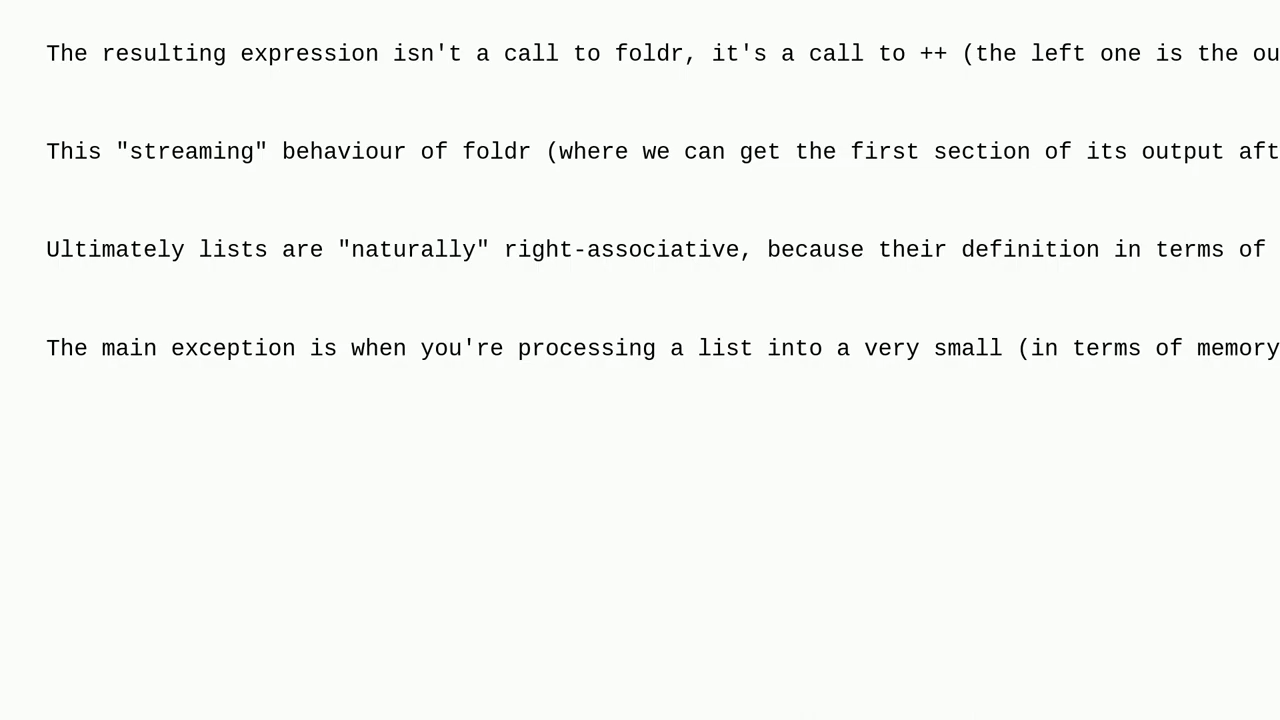 The resulting expression isn't a call to foldr, it's a call to ++ (the left one is the ou
This "streaming" behaviour of foldr (where we can get the first section of its output aft
Ultimately lists are "naturally" right-associative, because their definition in terms of
The main exception is when you're processing a list into a very small (in terms of memory